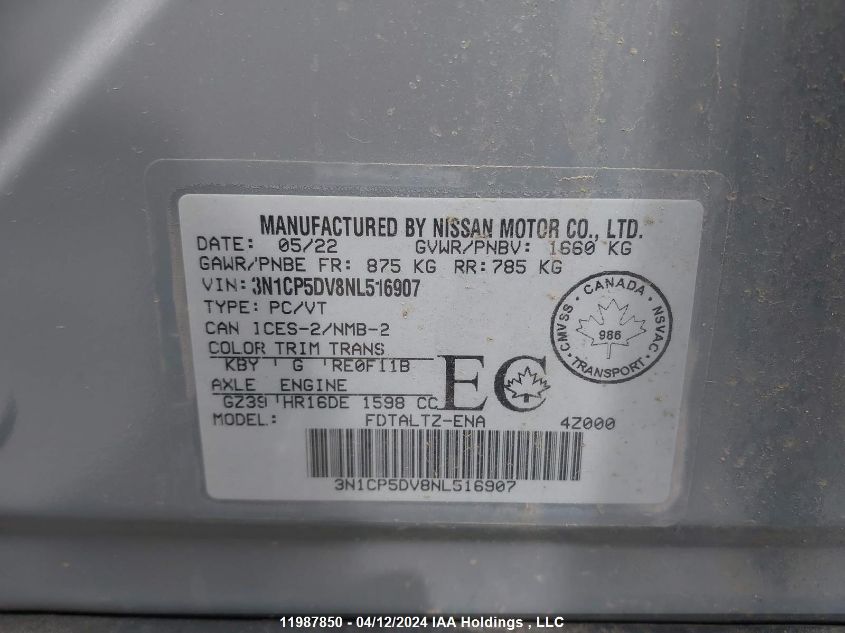 MANUFACTURED BY NISSAN MOTOR CO., LTD.
DATE: 05/22 GVWR/PNBV: 1660 KG
GAWR/PNBE FR: 875 KG RR: 785 KG
VIN: 3N1CP5DV8NL516907
TYPE: PC/VT
CAN ICES-2/NMB-2
COLOR TRIM TRANS
KBY G RE0F11B
AXLE ENGINE
GZ39 HR16DE 1598 CC
MODEL: FDTALTZ-ENA 4Z000
EC
CANADA
CMVSS 986 NSVAC
TRANSPORT
3N1CP5DV8NL516907
11987850 - 04/12/2024 IAA Holdings , LLC